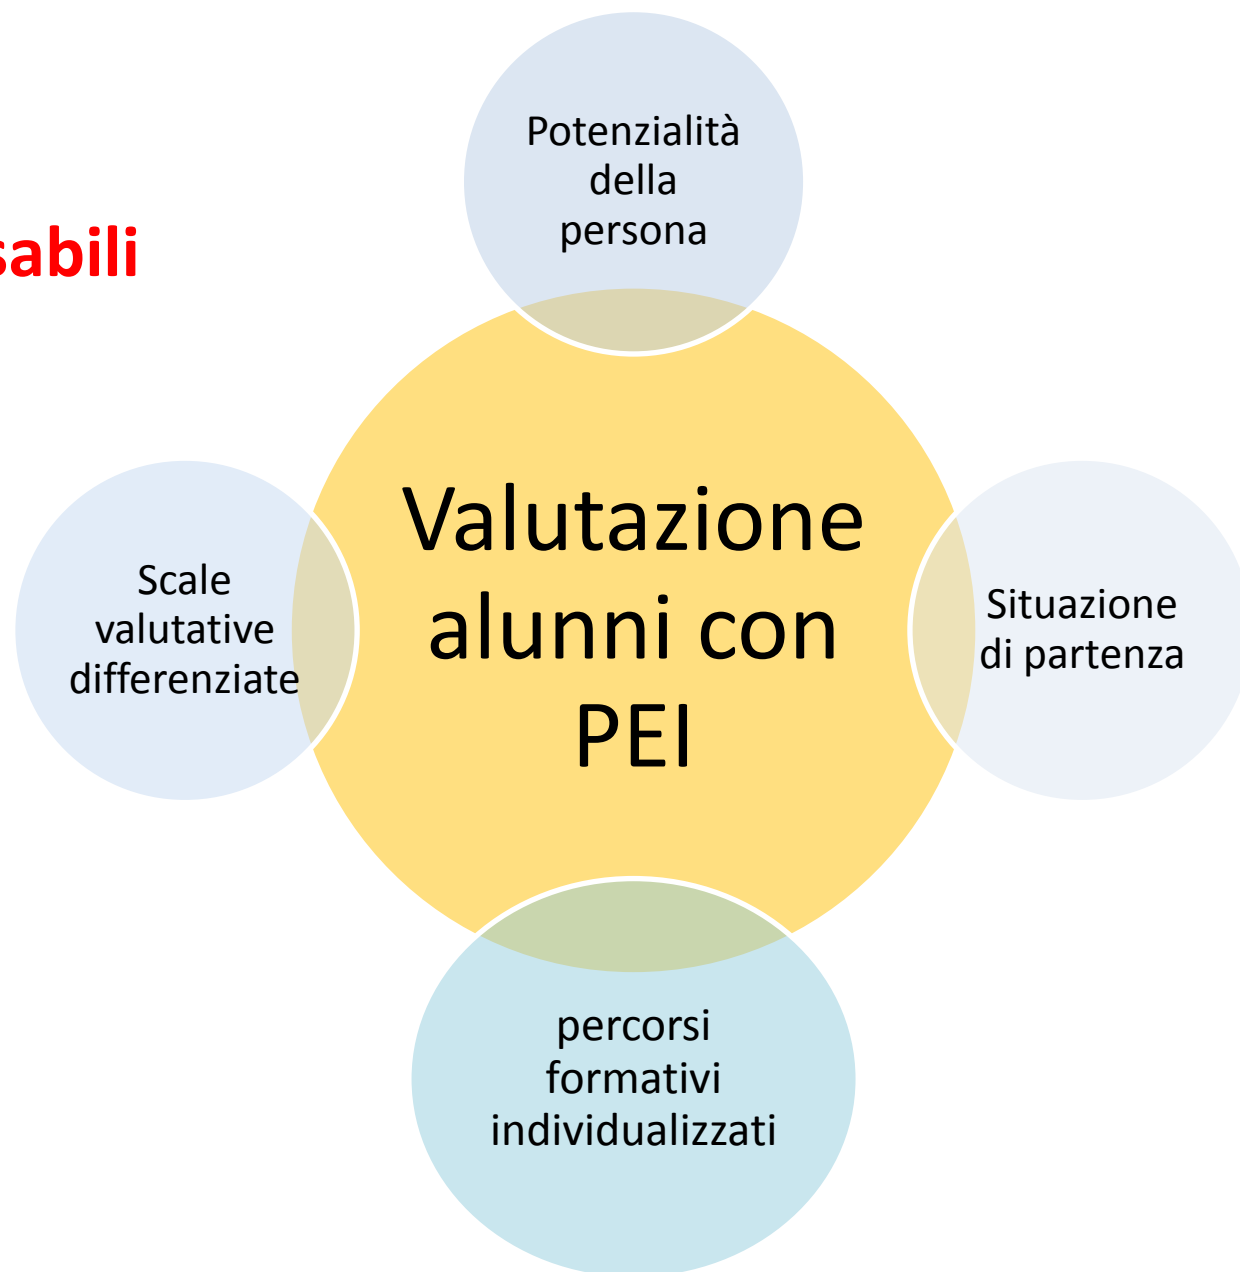 Potenzialità
della
persona
sabili
Valutazione
alunni con
PEI
Scale
valutative
differenziate
Situazione
di partenza
percorsi
formativi
individualizzati